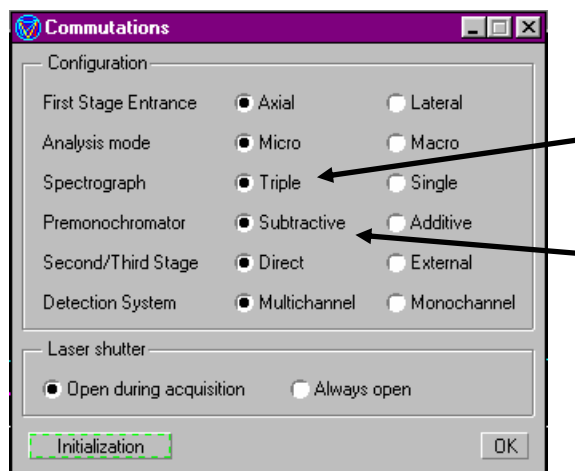 Commutations
Configuration
First Stage Entrance Axial Lateral
Analysis mode Micro Macro
Spectrograph Triple Single
Premonochromator Subtractive Additive
Second/Third Stage Direct External
Detection System Multichannel Monochannel
Laser shutter
Open during acquisition Always open
Initialization OK